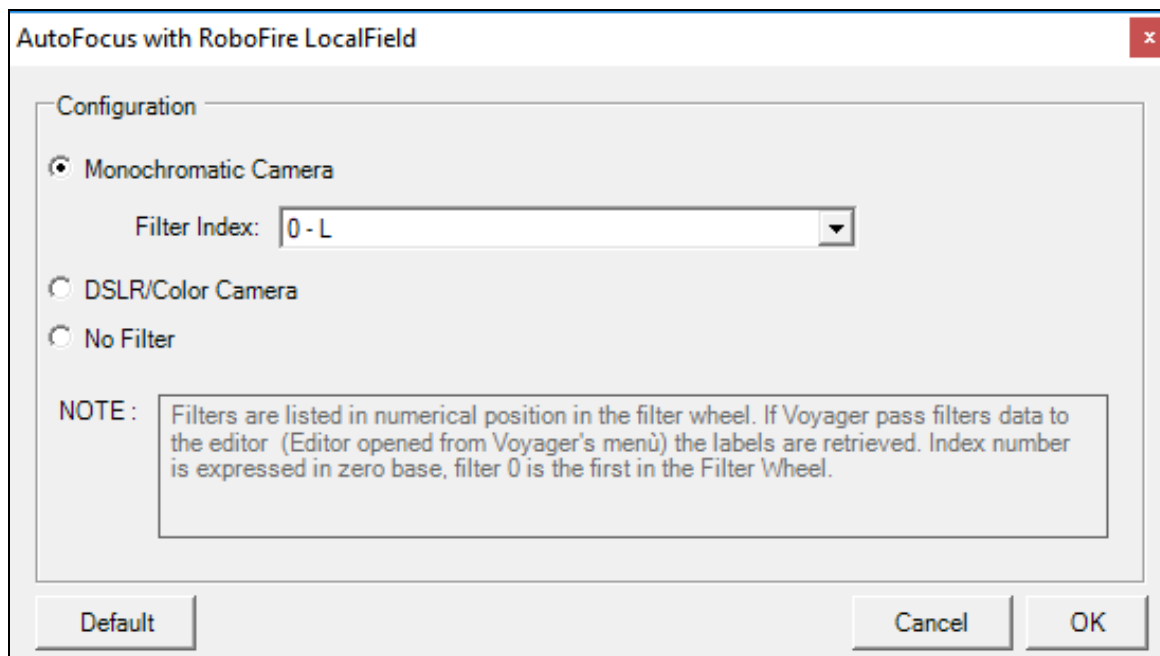 AutoFocus with RoboFire LocalField
x
Configuration
Monochromatic Camera
Filter Index: 0 - L
DSLR/Color Camera
No Filter
NOTE : Filters are listed in numerical position in the filter wheel. If Voyager pass filters data to
the editor (Editor opened from Voyager's menù) the labels are retrieved. Index number
is expressed in zero base, filter 0 is the first in the Filter Wheel.
Default Cancel OK